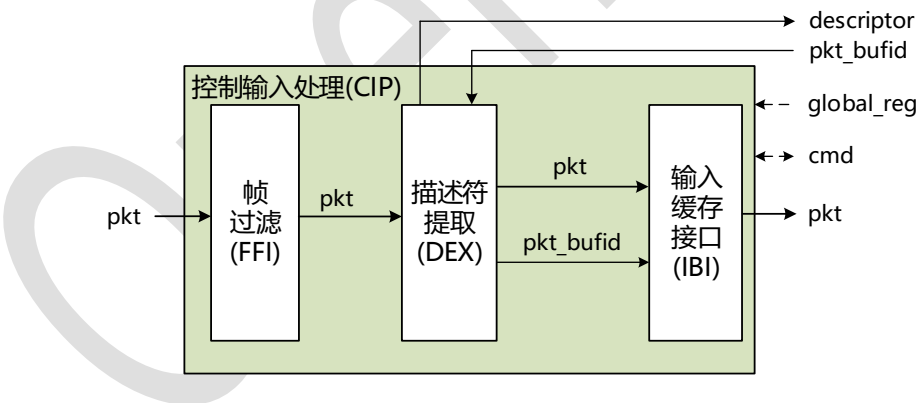 descriptor
pkt_bufid
控制输入处理(CIP)
global_reg
cmd
pkt
帧
过滤
(FFI)
pkt
描述符
提取
(DEX)
pkt
pkt_bufid
输入
缓存
接口
(IBI)
pkt